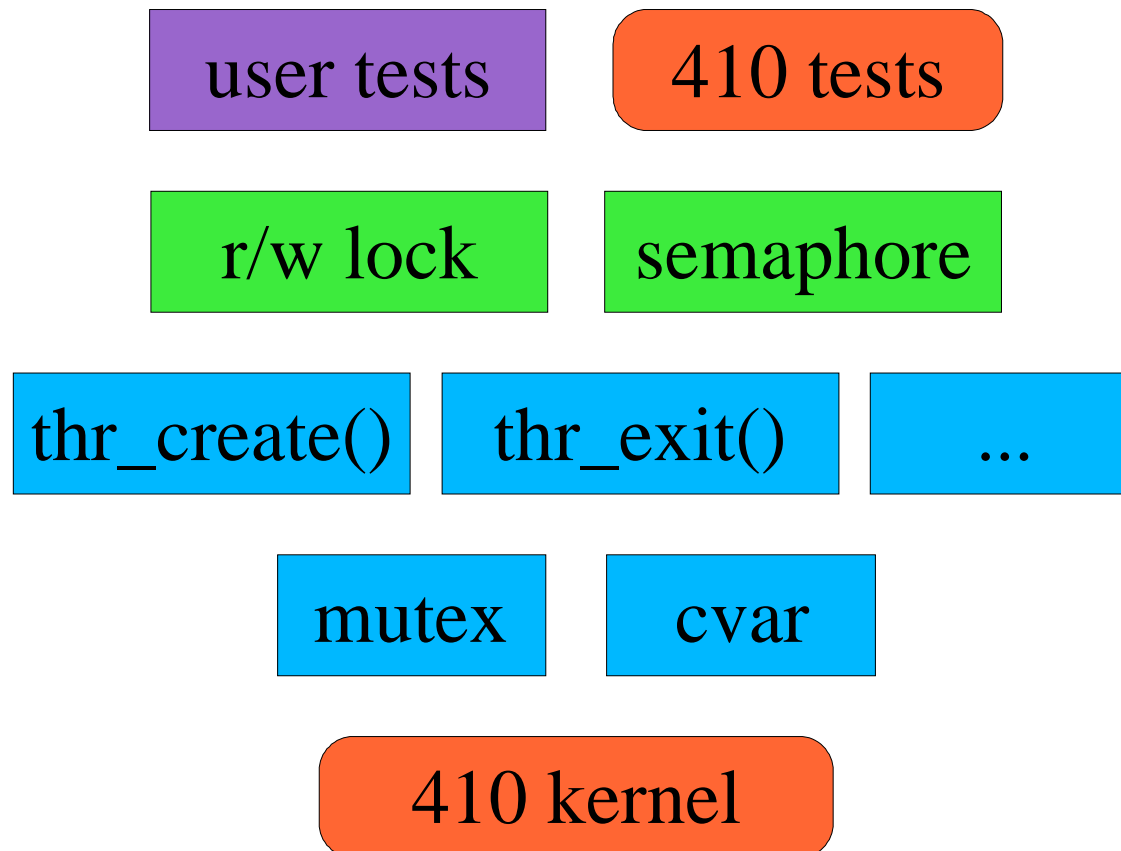 user tests
410 tests
r/w lock
semaphore
thr_create()
thr_exit()
...
mutex
cvar
410 kernel